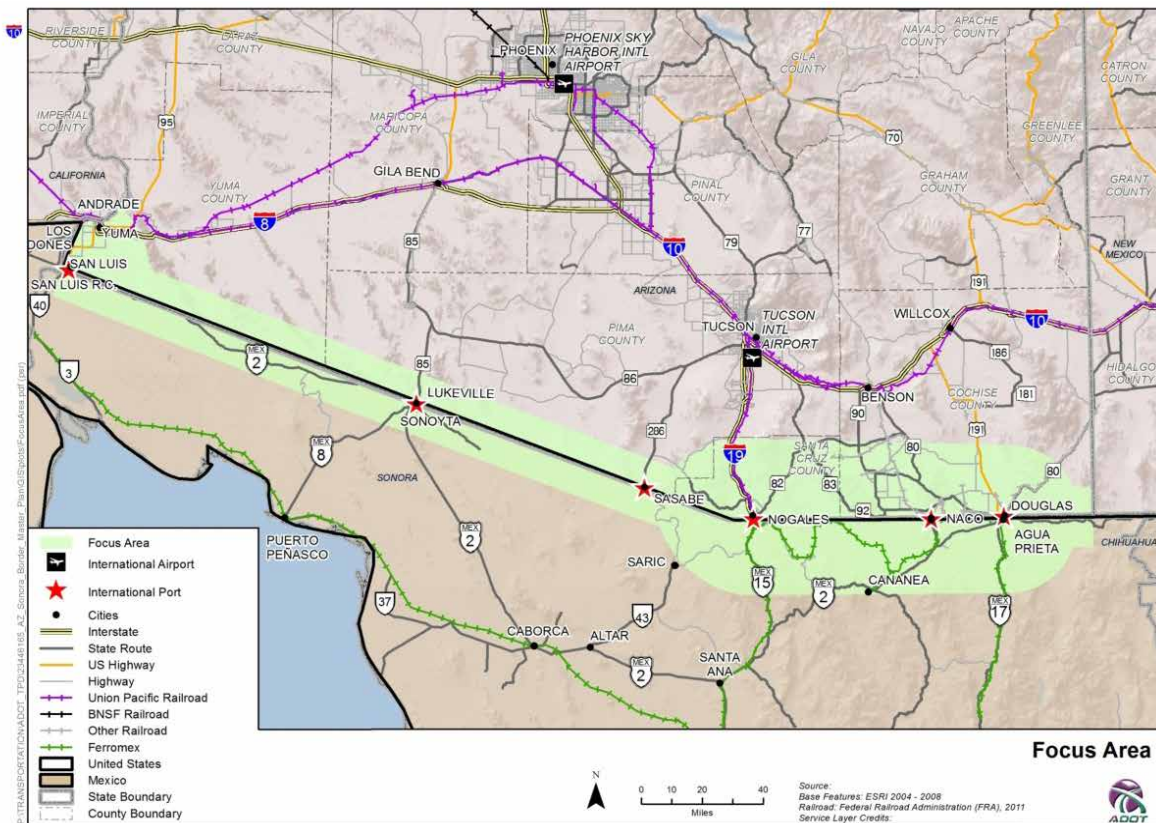 10
RIVERSIDE
COUNTY
LA PAZ
COUNTY
PHOENIX
PHOENIX SKY
HARBOR INTL
AIRPORT
GILA
COUNTY
NAVAJO
COUNTY
APACHE
COUNTY
CATRON
COUNTY
IMPERIAL
COUNTY
95
MARICOPA
COUNTY
70
GREENLEE
COUNTY
CALIFORNIA
YUMA
COUNTY
GILA BEND
PINAL
COUNTY
GRAHAM
COUNTY
GRANT
COUNTY
ANDRADE
LOS
YUMA
8
85
10
79
77
NEW
MEXICO
SAN LUIS
SAN LUIS R.C.
ARIZONA
191
40
TUCSON
TUCSON
INTL
AIRPORT
WILLCOX
10
PIMA
COUNTY
MEX
2
3
85
86
186
HIDALGO
COUNTY
BENSON
181
COCHISE
COUNTY
LUKEVILLE
SONOYTA
90
286
191
MEX
8
19
SANTA
CRUZ
COUNTY
80
80
SONORA
82
83
SASABE
NOGALES
92
NACO
DOUGLAS
AGUA
PRIETA
CHIHUAHUA
PUERTO
PEÑASCO
MEX
2
SARIC
MEX
15
MEX
2
CANANEA
MEX
17
37
43
CABORCA
ALTAR
MEX
2
SANTA
ANA
Focus Area
International Airport
International Port
Cities
Interstate
State Route
US Highway
Highway
Union Pacific Railroad
BNSF Railroad
Other Railroad
Ferromex
United States
Mexico
State Boundary
County Boundary
Focus Area
N
0 20 40
Miles
Source:
Base Features: ESRI 2004 - 2008
Railroad: Federal Railroad Administration (FRA), 2011
Service Layer Credits:
ADOT